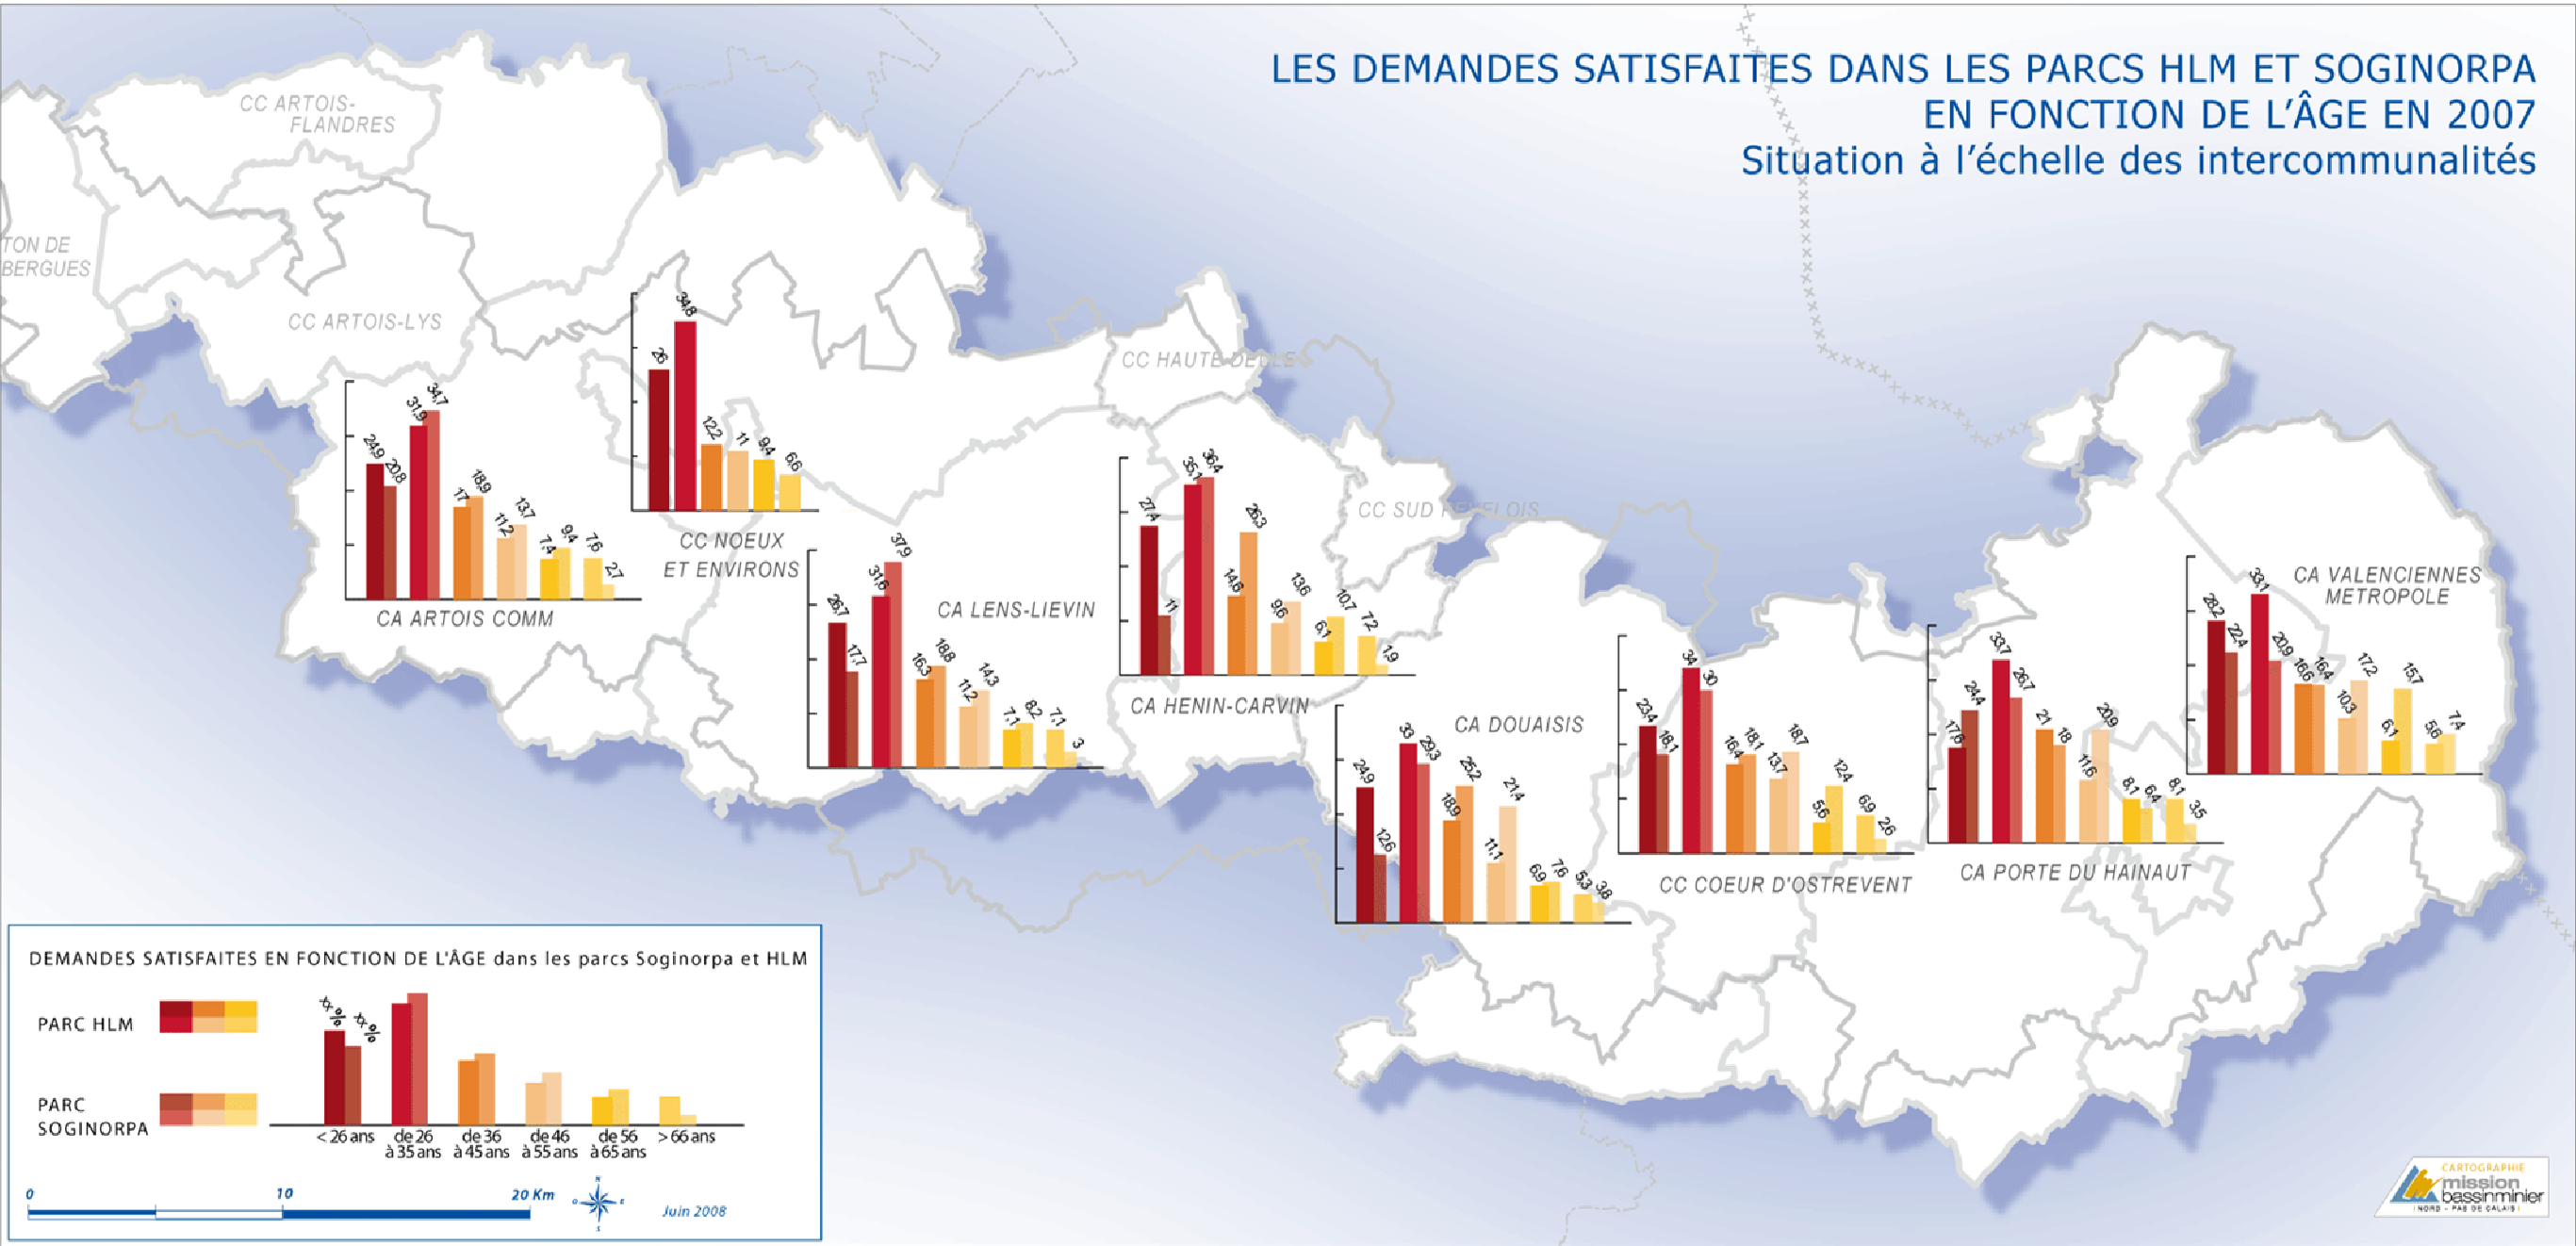 LES DEMANDES SATISFAITES DANS LES PARCS HLM ET SOGINORPA
EN FONCTION DE L'ÂGE EN 2007
Situation à l'échelle des intercommunalités
CC ARTOIS-
FLANDRES
TON DE
BERGUES
CC ARTOIS-LYS
CC HAUTE DEULE
CC SUD PEVELOIS
24,9
20,8
31,9
34,7
17
18,9
11,2
13,7
7,4
9,4
7,6
2,7
CA ARTOIS COMM
26
34,8
12,2
11
9,4
6,6
CC NOEUX
ET ENVIRONS
26,7
17,7
31,6
37,9
16,3
18,8
11,2
14,3
7,1
8,2
7,1
3
CA LENS-LIEVIN
27,4
11
35,1
36,4
14,6
26,3
9,6
13,6
6,1
10,7
7,2
1,9
CA HENIN-CARVIN
24,9
12,6
33
29,3
18,9
25,2
11,1
21,4
6,9
7,6
5,3
3,8
CA DOUAISIS
23,4
18,1
34
30
16,4
18,1
13,7
18,7
5,6
12,4
6,9
2,6
CC COEUR D'OSTREVENT
17,6
24,4
33,7
26,7
21
18
11,6
20,9
8,1
6,4
8,1
3,5
CA PORTE DU HAINAUT
28,2
22,4
33,1
20,9
16,6
16,4
10,3
17,2
6,1
15,7
5,6
7,4
CA VALENCIENNES
METROPOLE
DEMANDES SATISFAITES EN FONCTION DE L'ÂGE dans les parcs Soginorpa et HLM
PARC HLM
PARC
SOGINORPA
xx %
xx %
< 26 ans
de 26
à 35 ans
de 36
à 45 ans
de 46
à 55 ans
de 56
à 65 ans
> 66 ans
0 10 20 Km
N
O E
S
Juin 2008
CARTOGRAPHIE
mission
bassinminier
NORD - PAS DE CALAIS